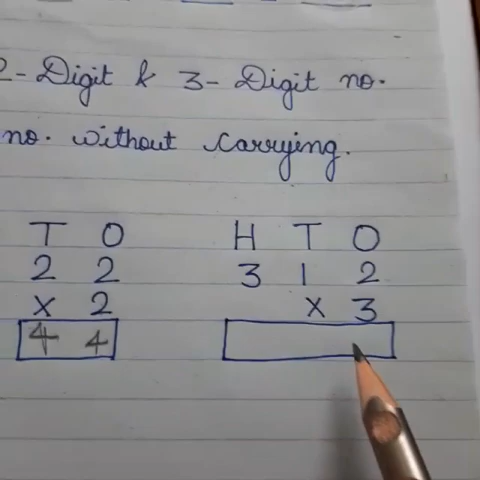 2-Digit & 3-Digit no.
no. without carrying.
T O
2 2
x 2
4 4
H T O
3 1 2
x 3